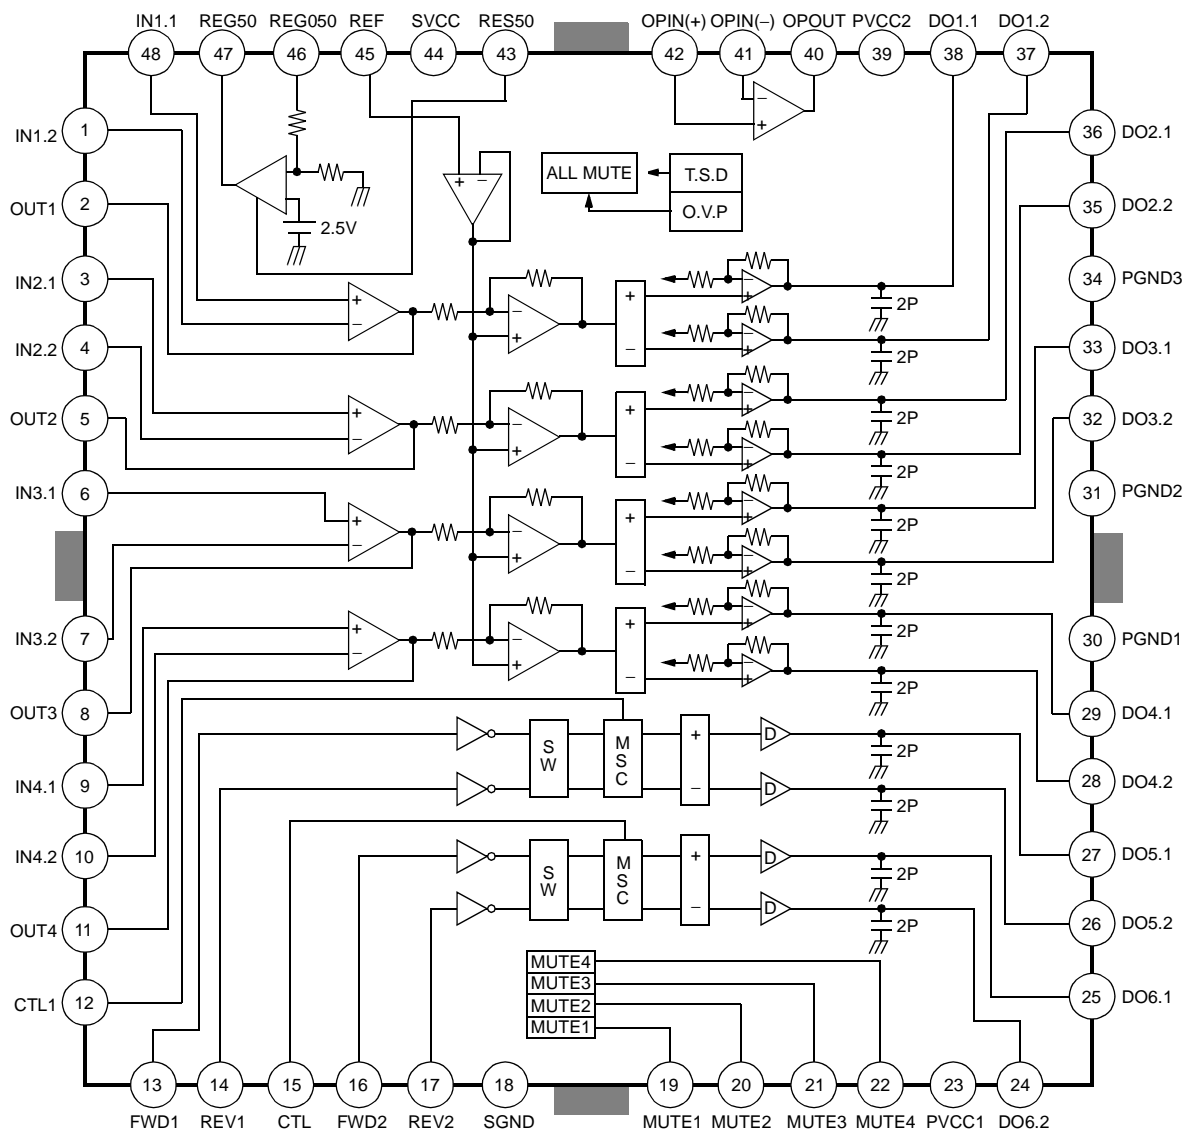 IN1.1 REG50 REG050 REF SVCC RES50 OPIN(+) OPIN(−) OPOUT PVCC2 DO1.1 DO1.2
48 47 46 45 44 43 42 41 40 39 38 37
− +
IN1.2 1 36 DO2.1
ALL MUTE T.S.D
O.V.P
+ −
OUT1 2 35 DO2.2
2.5V
IN2.1 3 34 PGND3
+ − − + + − − + 2P
− + 2P
IN2.2 4 33 DO3.1
+ − − + + − − + 2P
OUT2 5 32 DO3.2
− + 2P
IN3.1 6 31 PGND2
+ − − + + − − + 2P
− + 2P
+ − − + + − − + 2P
IN3.2 7 30 PGND1
− + 2P
OUT3 8 29 DO4.1
SW MSC + − D 2P
IN4.1 9 28 DO4.2
D 2P
IN4.2 10 27 DO5.1
SW MSC + − D 2P
OUT4 11 26 DO5.2
D 2P
MUTE4
MUTE3
MUTE2
MUTE1
CTL1 12 25 DO6.1
13 14 15 16 17 18 19 20 21 22 23 24
FWD1 REV1 CTL FWD2 REV2 SGND MUTE1 MUTE2 MUTE3 MUTE4 PVCC1 DO6.2